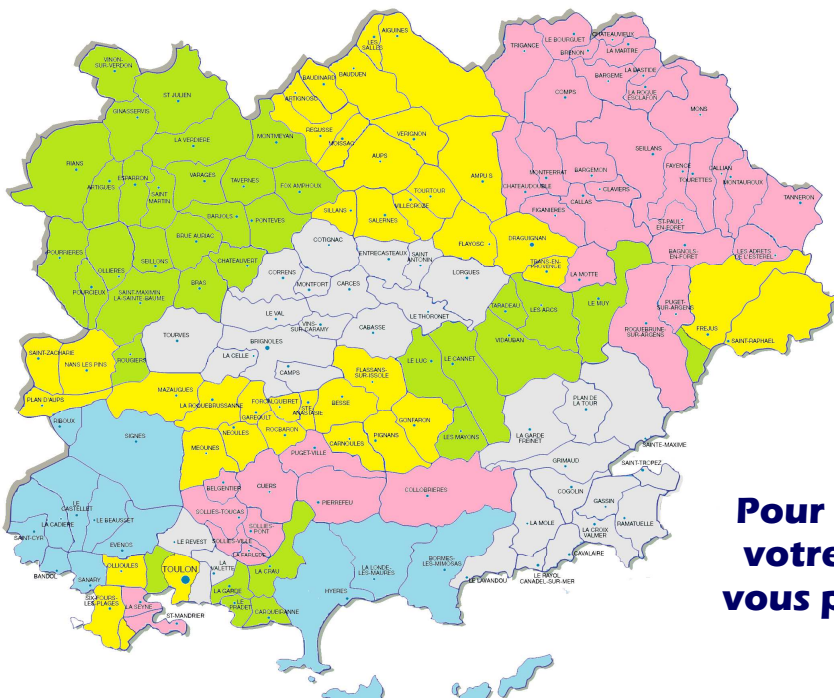 AIGUINES
LES SALLES
TRIGANCE
LE BOURGUET
CHATEAUVIEUX
BRENON
LA MARTRE
VINON-SUR-VERDON
BAUDINARD
BAUDUEN
BARGEME
LA BASTIDE
LA ROQUE ESCLAFON
COMPS
ST JULIEN
ARTIGNOSC
GINASSERVIS
MONS
REGUSSE
MOISSAC
VERIGNON
LA VERDIERE
MONTMEYAN
AUPS
SEILLANS
RIANS
ARTIGUES
ESPARRON
SAINT MARTIN
VARAGES
TAVERNES
FOX-AMPHOUX
AMPU S
MONTFERRAT
BARGEMON
FAYENCE
CALLIAN
TOURETTES
MONTAUROUX
TANNERON
CHATEAUDOUBLE
CLAVIERS
CALLAS
TOURTOUR
VILLECROZE
BARJOLS
PONTEVES
SILLANS
SALERNES
FIGANIERES
ST-PAUL-EN-FORET
BRUE AURIAC
COTIGNAC
FLAYOSC
DRAGUIGNAN
BAGNOLS-EN-FORET
LES ADRETS DE L'ESTEREL
POURRIERES
OLLIERES
SEILLONS
CHATEAUVERT
ENTRECASTEAUX
SAINT ANTONIN
TRANS-EN-PROVENCE
LA MOTTE
CORRENS
LORGUES
POURCIEUX
SAINT-MAXIMIN LA-SAINTE-BAUME
BRAS
MONTFORT
CARCES
TARADEAU
LES ARCS
LE MUY
PUGET-SUR-ARGENS
LE VAL
VINS-SUR-CARAMY
LE THORONET
ROQUEBRUNE-SUR-ARGENS
FREJUS
SAINT-RAPHAEL
TOURVES
BRIGNOLES
CABASSE
VIDAUBAN
SAINT-ZACHARIE
NANS LES PINS
ROUGIERS
LA CELLE
CAMPS
FLASSANS-SUR-ISSOLE
LE LUC
LE CANNET
PLAN D'AUPS
MAZAUGUES
LA ROQUEBRUSSANNE
FORCALQUEIRET
STE ANASTASIE
BESSE
PLAN DE LA TOUR
RIBOUX
GAREOULT
GONFARON
SIGNES
NEOULES
ROCBARON
CARNOULES
PIGNANS
LES MAYONS
LA GARDE FREINET
SAINTE-MAXIME
MEOUNES
PUGET-VILLE
GRIMAUD
SAINT-TROPEZ
BELGENTIER
CUERS
PIERREFEU
COLLOBRIERES
COGOLIN
GASSIN
LE CASTELLET
LA CADIERE
LE BEAUSSET
SOLLIES-TOUCAS
SOLLIES-PONT
LA MOLE
LA CROIX VALMER
RAMATUELLE
SAINT-CYR
EVENOS
LE REVEST
SOLLIES-VILLE
LA FARLEDE
CAVALAIRE
BANDOL
SANARY
OLLIOULES
TOULON
LA VALETTE
LA CRAU
LA LONDE-LES-MAURES
BORMES-LES-MIMOSAS
LE LAVANDOU
LE RAYOL CANADEL-SUR-MER
HYERES
LA GARDE
LE PRADET
CARQUEIRANNE
SIX-FOURS-LES-PLAGES
LA SEYNE
ST-MANDRIER
Pour
votre
vous p